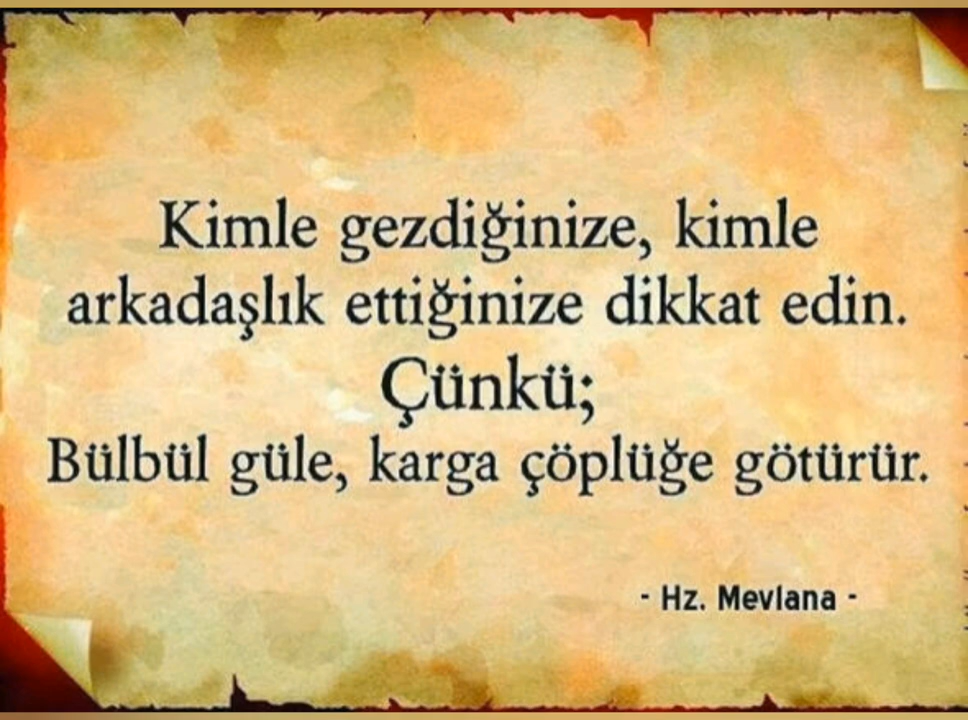 Kimle gezdiğinize, kimle
arkadaşlık ettiğinize dikkat edin.
Çünkü;
Bülbül güle, karga çöplüğe götürür.
- Hz. Mevlana -